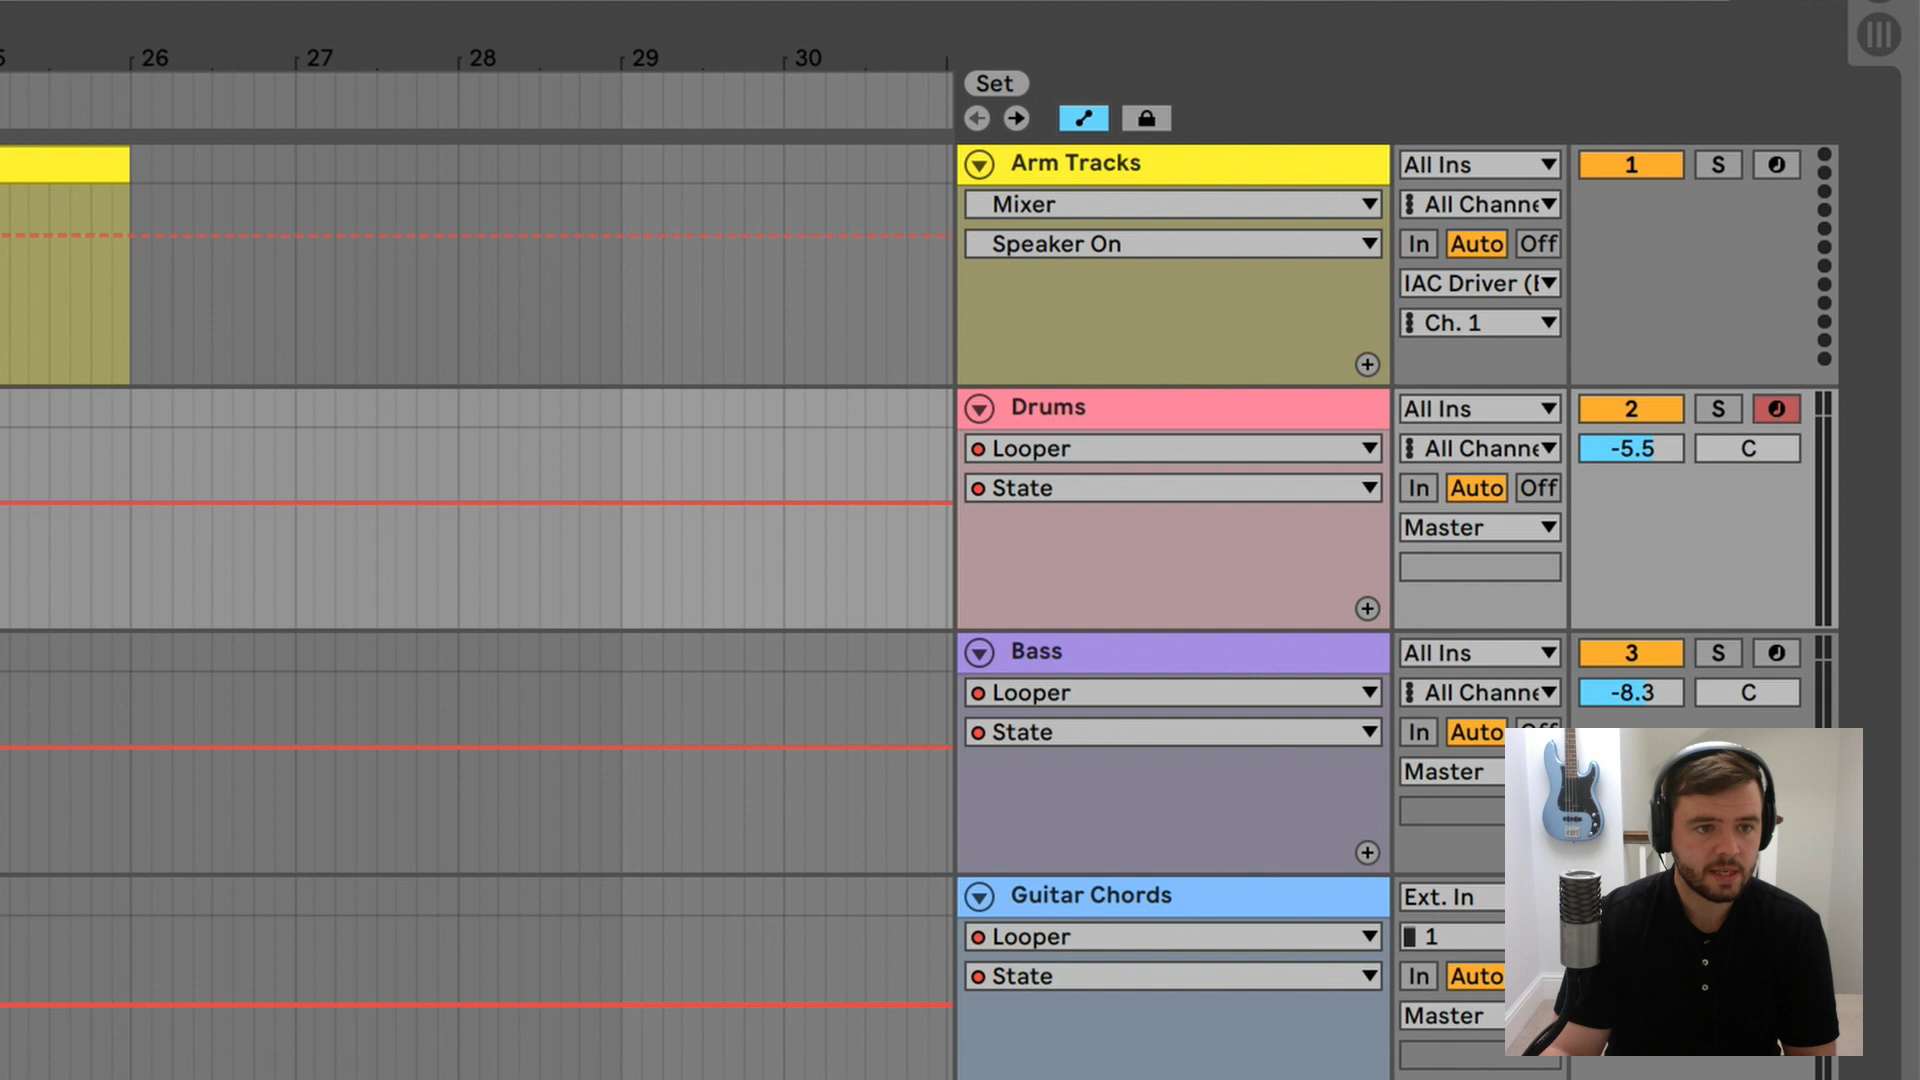 26 27 28 29 30
Set
Arm Tracks All Ins 1 S
Mixer All Channe
Speaker On In Auto Off
IAC Driver (
Ch. 1
Drums All Ins 2 S
Looper All Channe -5.5 C
State In Auto Off
Master
Bass All Ins 3 S
Looper All Channe -8.3 C
State In Auto Off
Master
Guitar Chords Ext. In
Looper 1
State In Auto
Master